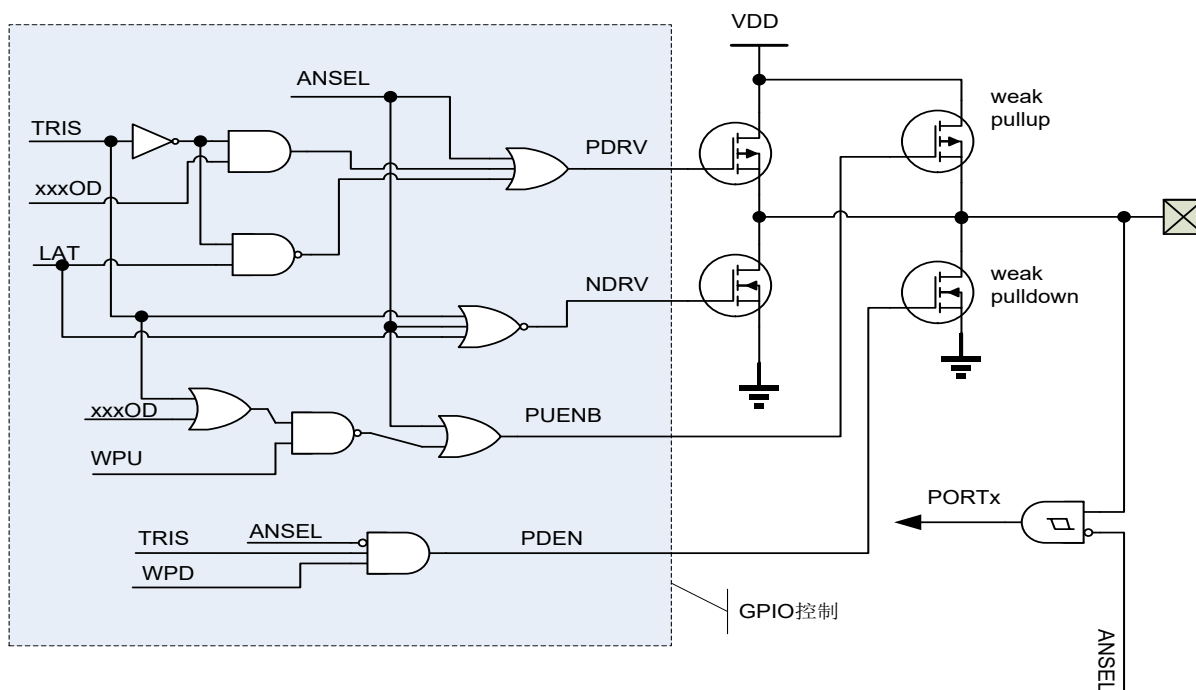 VDD
ANSEL
weak
pullup
TRIS
PDRV
xxxOD
LAT
NDRV
weak
pulldown
xxxOD
PUENB
WPU
PORTx
ANSEL
TRIS
PDEN
WPD
GPIO控制
ANSEL